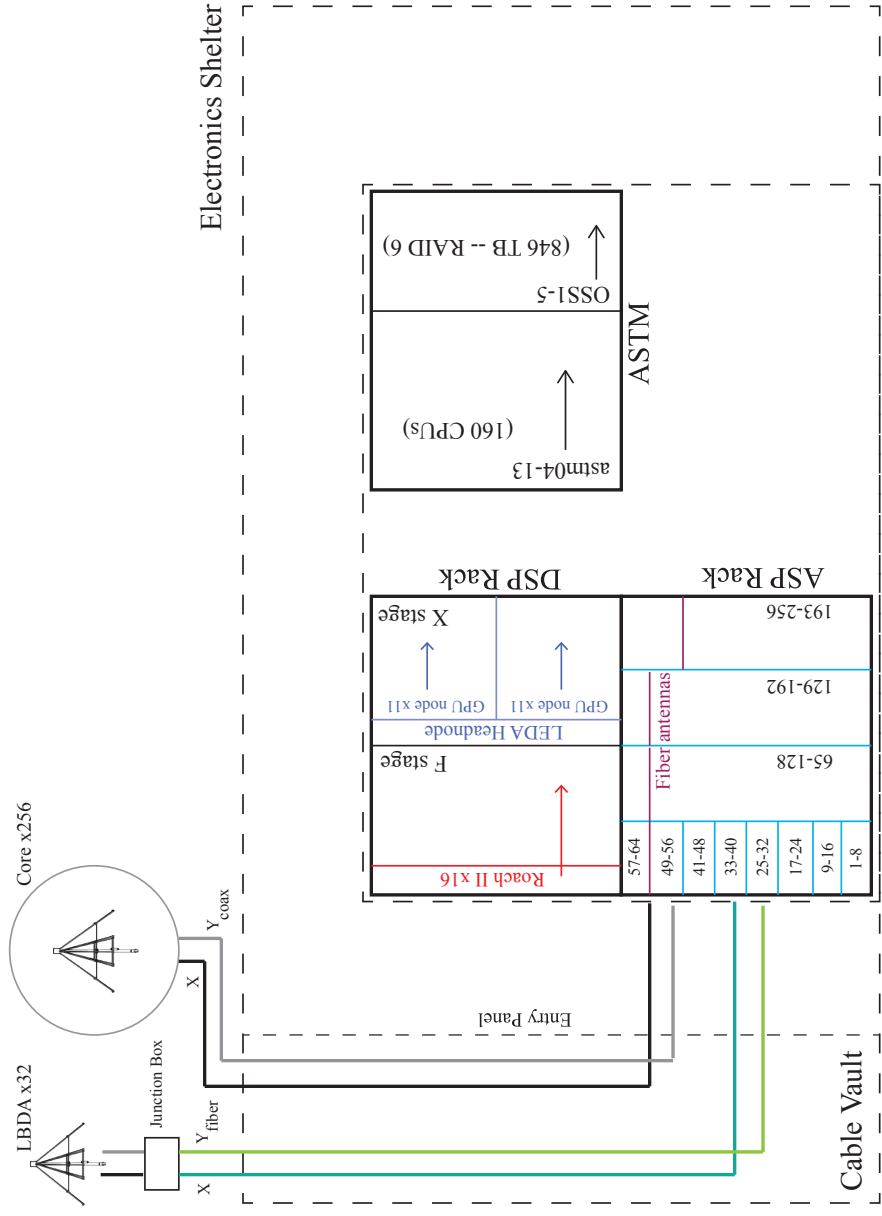 Electronics Shelter
Core x256
LBDA x32
Junction Box
X
Y_coax
X
Y_fiber
Cable Vault
Entry Panel
DSP Rack
F stage
Roach II x16
X stage
LEDA Headnode
GPU node x11
GPU node x11
ASP Rack
Fiber antennas
57-64
49-56
41-48
33-40
25-32
17-24
9-16
1-8
65-128
129-192
193-256
ASTM
astm04-13
(160 CPUs)
OSS1-5
(846 TB -- RAID 6)